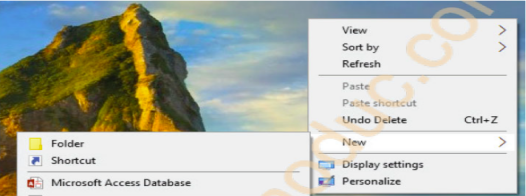 View
Sort by
Refresh
Paste
Paste shortcut
Undo Delete Ctrl+Z
New
Display settings
Personalize
Folder
Shortcut
Microsoft Access Database